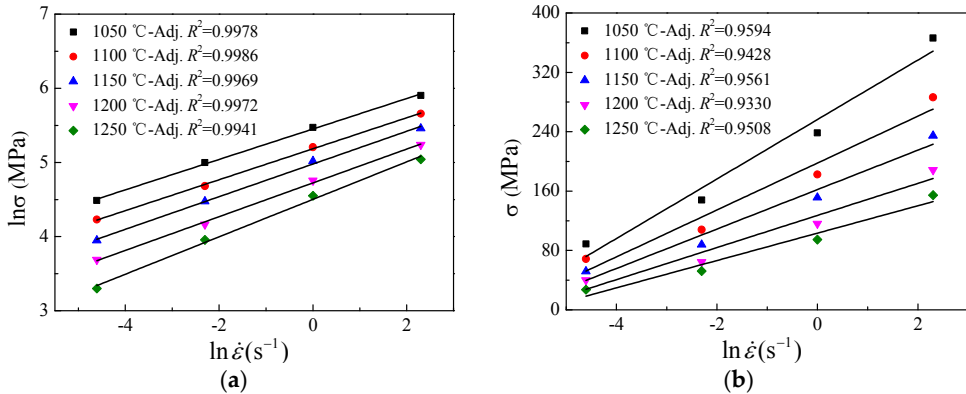 lnσ (MPa)
6
5
4
3
1050 ℃-Adj. R²=0.9978
1100 ℃-Adj. R²=0.9986
1150 ℃-Adj. R²=0.9969
1200 ℃-Adj. R²=0.9972
1250 ℃-Adj. R²=0.9941
-4 -2 0 2
ln ε̇(s⁻¹)
(a)
σ (MPa)
360
240
160
80
0
1050 ℃-Adj. R²=0.9594
1100 ℃-Adj. R²=0.9428
1150 ℃-Adj. R²=0.9561
1200 ℃-Adj. R²=0.9330
1250 ℃-Adj. R²=0.9508
-4 -2 0 2
ln ε̇(s⁻¹)
(b)